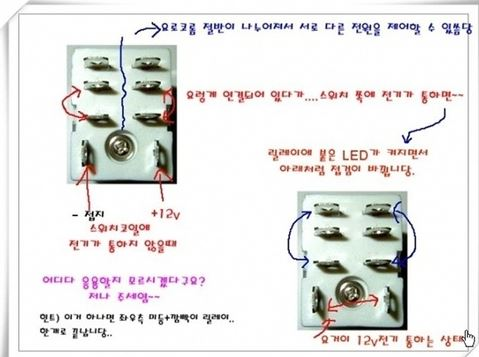 요로코롬 절반이 나누어져서 서로 다른 전원을 제어할 수 있씀당
요렇게 연결되어 있다가....스위치 쪽에 전기가 통하면~~
릴레이에 붙은 LED가 켜지면서
아래처럼 접점이 바뀝니다.
- 접지
+12v
스위치코일에
전기가 통하지 않을때
어디다 응용할지 모르시겠다구요?
저나 주세염~~
힌트) 이거 하나면 좌우측 미등+깜빡이 릴레이..
한개로 끝납니당..
요거이 12v전기 통하는 상태